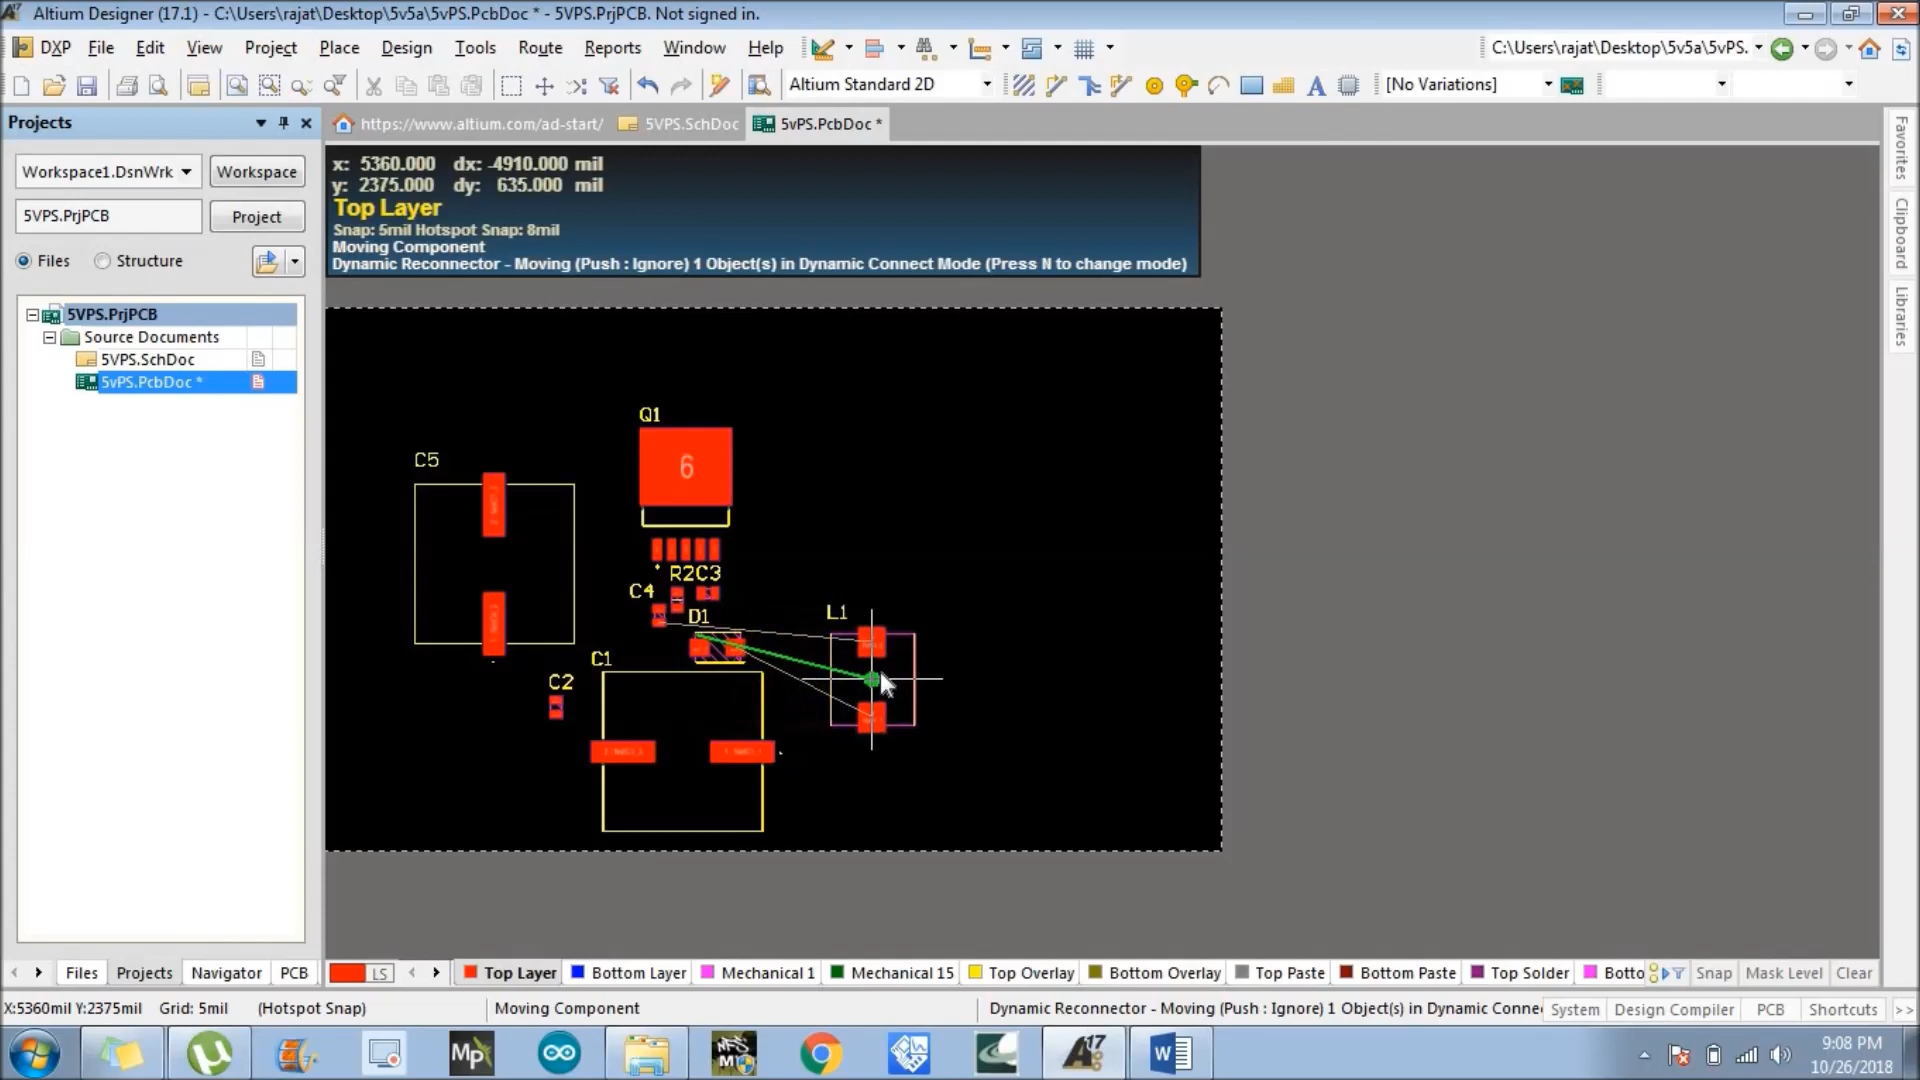 Altium Designer (17.1) - C:\Users\rajat\Desktop\5v5a\5vPS.PcbDoc * - 5VPS.PrjPCB. Not signed in.
DXP File Edit View Project Place Design Tools Route Reports Window Help C:\Users\rajat\Desktop\5v5a\5vPS.
Altium Standard 2D [No Variations]
Projects
https://www.altium.com/ad-start/ 5VPS.SchDoc 5vPS.PcbDoc *
Workspace1.DsnWrk Workspace
5VPS.PrjPCB Project
Files Structure
5VPS.PrjPCB
Source Documents
5VPS.SchDoc
5vPS.PcbDoc *
x: 5360.000 dx: -4910.000 mil
y: 2375.000 dy: 635.000 mil
Top Layer
Snap: 5mil Hotspot Snap: 8mil
Moving Component
Dynamic Reconnector - Moving (Push : Ignore) 1 Object(s) in Dynamic Connect Mode (Press N to change mode)
Q1
6
C5
R2 C3
C4
D1
L1
C1
C2
Favorites
Clipboard
Libraries
Files Projects Navigator PCB
LS Top Layer Bottom Layer Mechanical 1 Mechanical 15 Top Overlay Bottom Overlay Top Paste Bottom Paste Top Solder Botto Snap Mask Level Clear
X:5360mil Y:2375mil Grid: 5mil (Hotspot Snap) Moving Component Dynamic Reconnector - Moving (Push : Ignore) 1 Object(s) in Dynamic Conne System Design Compiler PCB Shortcuts >>
Mp
17
W
9:08 PM
10/26/2018